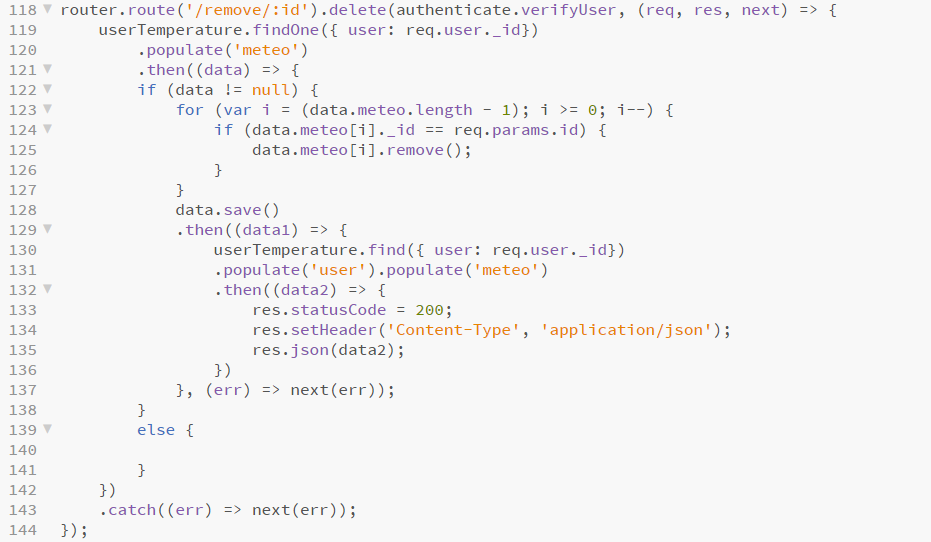 118 router.route('/remove/:id').delete(authenticate.verifyUser, (req, res, next) => {
119     userTemperature.findOne({ user: req.user._id})
120         .populate('meteo')
121         .then((data) => {
122         if (data != null) {
123             for (var i = (data.meteo.length - 1); i >= 0; i--) {
124                 if (data.meteo[i]._id == req.params.id) {
125                     data.meteo[i].remove();
126                 }
127             }
128             data.save()
129             .then((data1) => {
130                 userTemperature.find({ user: req.user._id})
131                 .populate('user').populate('meteo')
132                 .then((data2) => {
133                     res.statusCode = 200;
134                     res.setHeader('Content-Type', 'application/json');
135                     res.json(data2);
136                 })
137             }, (err) => next(err));
138         }
139         else {
140
141         }
142     })
143     .catch((err) => next(err));
144 });